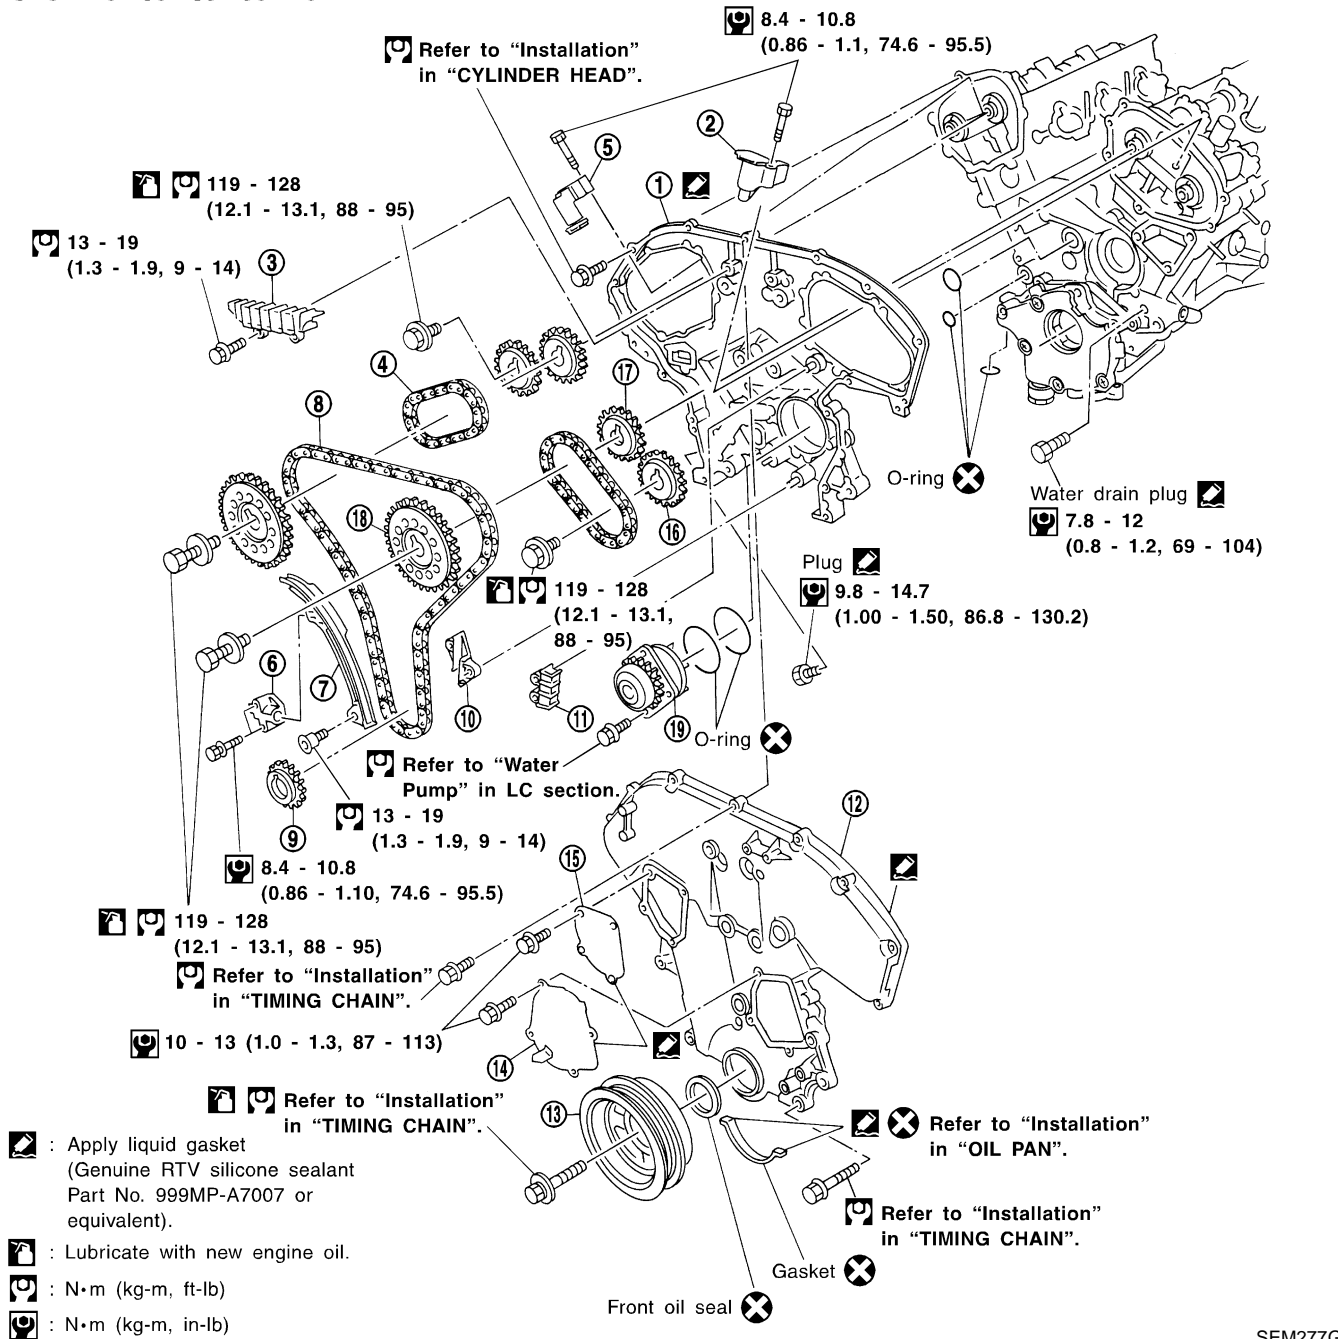 8.4 - 10.8
(0.86 - 1.1, 74.6 - 95.5)
Refer to “Installation”
in “CYLINDER HEAD”.
2
5
1
119 - 128
(12.1 - 13.1, 88 - 95)
13 - 19
(1.3 - 1.9, 9 - 14)
3
4
17
8
O-ring
Water drain plug
7.8 - 12
(0.8 - 1.2, 69 - 104)
18
16
Plug
9.8 - 14.7
(1.00 - 1.50, 86.8 - 130.2)
119 - 128
(12.1 - 13.1,
88 - 95)
6
7
10
11
19
O-ring
Refer to “Water
Pump” in LC section.
13 - 19
(1.3 - 1.9, 9 - 14)
9
12
8.4 - 10.8
(0.86 - 1.10, 74.6 - 95.5)
15
119 - 128
(12.1 - 13.1, 88 - 95)
Refer to “Installation”
in “TIMING CHAIN”.
10 - 13 (1.0 - 1.3, 87 - 113)
14
Refer to “Installation”
in “TIMING CHAIN”.
13
Refer to “Installation”
in “OIL PAN”.
Refer to “Installation”
in “TIMING CHAIN”.
Gasket
Front oil seal
: Apply liquid gasket
(Genuine RTV silicone sealant
Part No. 999MP-A7007 or
equivalent).
: Lubricate with new engine oil.
: N•m (kg-m, ft-lb)
: N•m (kg-m, in-lb)
SEM277G